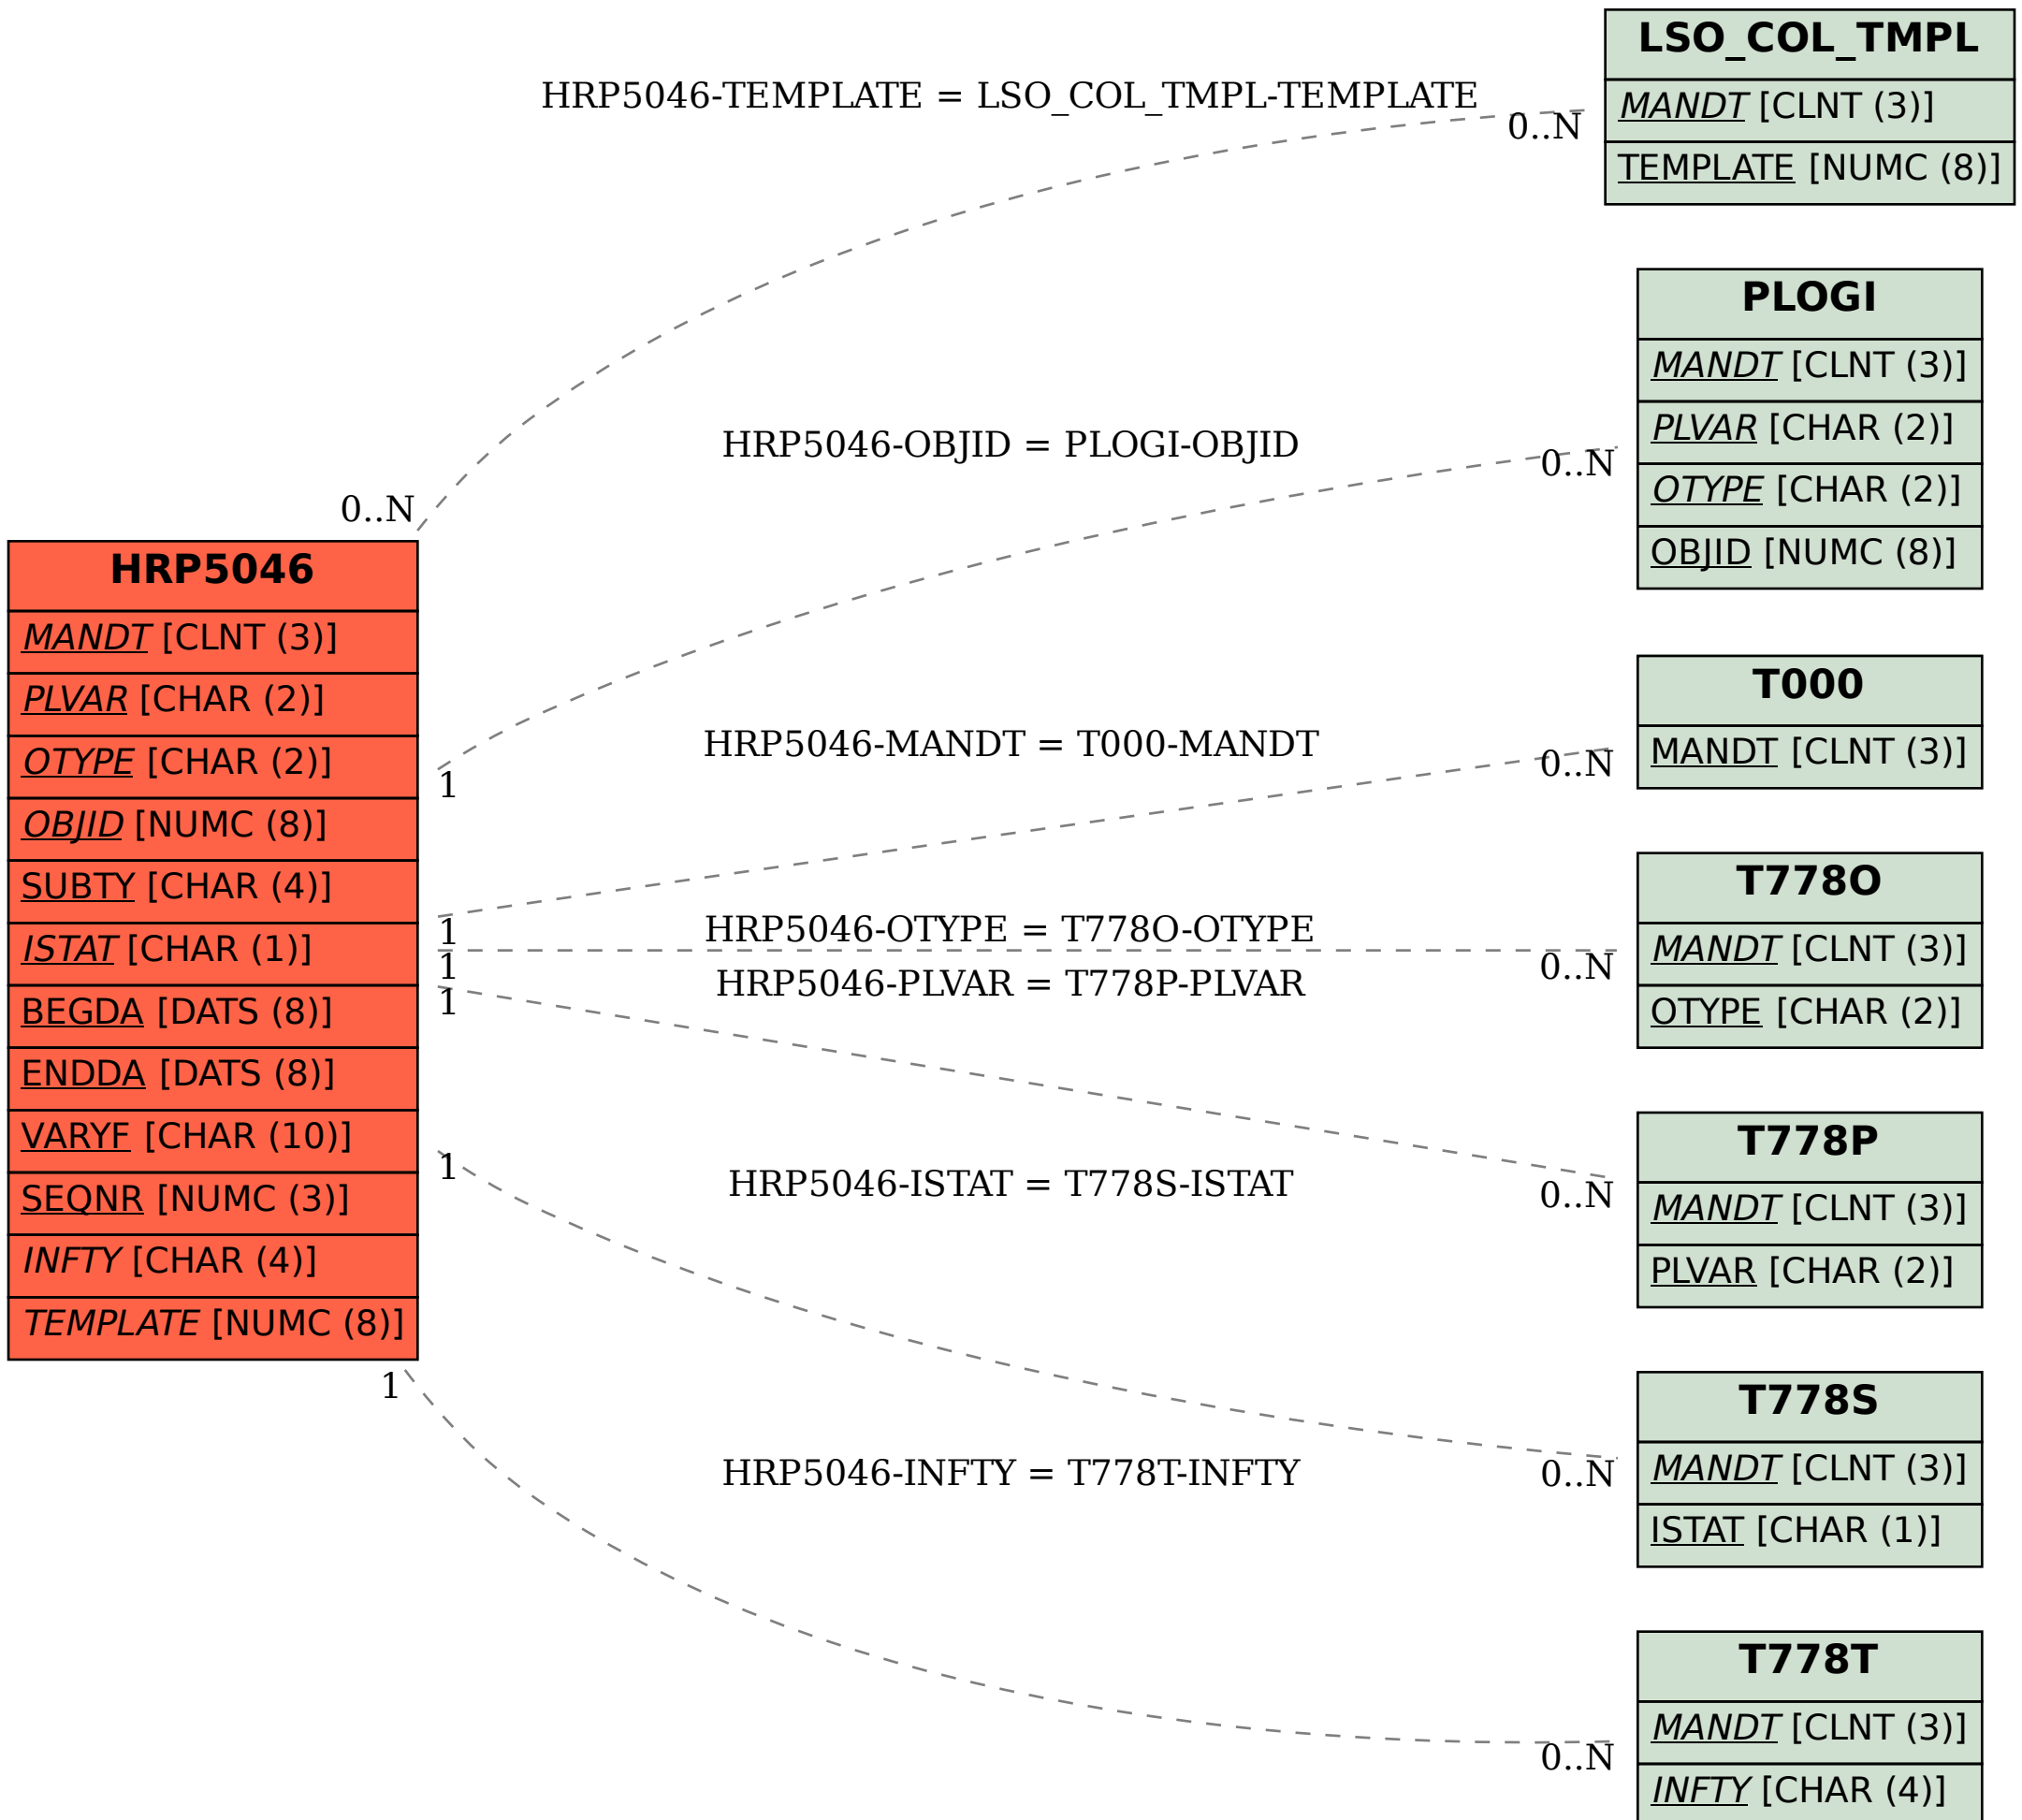 HRP5046
MANDT [CLNT (3)]
PLVAR [CHAR (2)]
OTYPE [CHAR (2)]
OBJID [NUMC (8)]
SUBTY [CHAR (4)]
ISTAT [CHAR (1)]
BEGDA [DATS (8)]
ENDDA [DATS (8)]
VARYF [CHAR (10)]
SEQNR [NUMC (3)]
INFTY [CHAR (4)]
TEMPLATE [NUMC (8)]
HRP5046-TEMPLATE = LSO_COL_TMPL-TEMPLATE
0..N
0..N
HRP5046-OBJID = PLOGI-OBJID
0..N
1
HRP5046-MANDT = T000-MANDT
0..N
1
HRP5046-OTYPE = T778O-OTYPE
0..N
1
HRP5046-PLVAR = T778P-PLVAR
0..N
1
HRP5046-ISTAT = T778S-ISTAT
0..N
1
HRP5046-INFTY = T778T-INFTY
0..N
1
LSO_COL_TMPL
MANDT [CLNT (3)]
TEMPLATE [NUMC (8)]
PLOGI
MANDT [CLNT (3)]
PLVAR [CHAR (2)]
OTYPE [CHAR (2)]
OBJID [NUMC (8)]
T000
MANDT [CLNT (3)]
T778O
MANDT [CLNT (3)]
OTYPE [CHAR (2)]
T778P
MANDT [CLNT (3)]
PLVAR [CHAR (2)]
T778S
MANDT [CLNT (3)]
ISTAT [CHAR (1)]
T778T
MANDT [CLNT (3)]
INFTY [CHAR (4)]